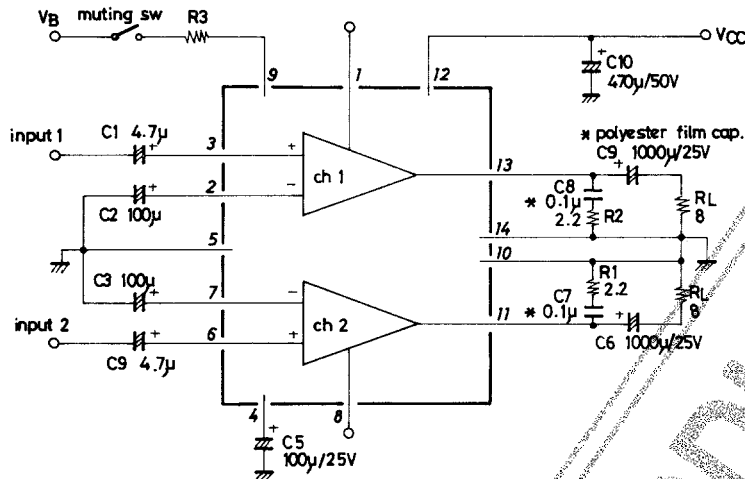 VB
muting sw
R3
VCC
C10
470μ/50V
9
1
12
* polyester film cap.
C9 1000μ/25V
C1 4.7μ
input 1
3
+
ch 1
13
C8
* 0.1μ
2.2 R2
RL
8
2
−
C2 100μ
5
14
10
C3 100μ
7
−
R1
2.2
C7
* 0.1μ
RL
8
input 2
6
+
ch 2
11
C6 1000μ/25V
C9 4.7μ
4
8
C5
100μ/25V
+